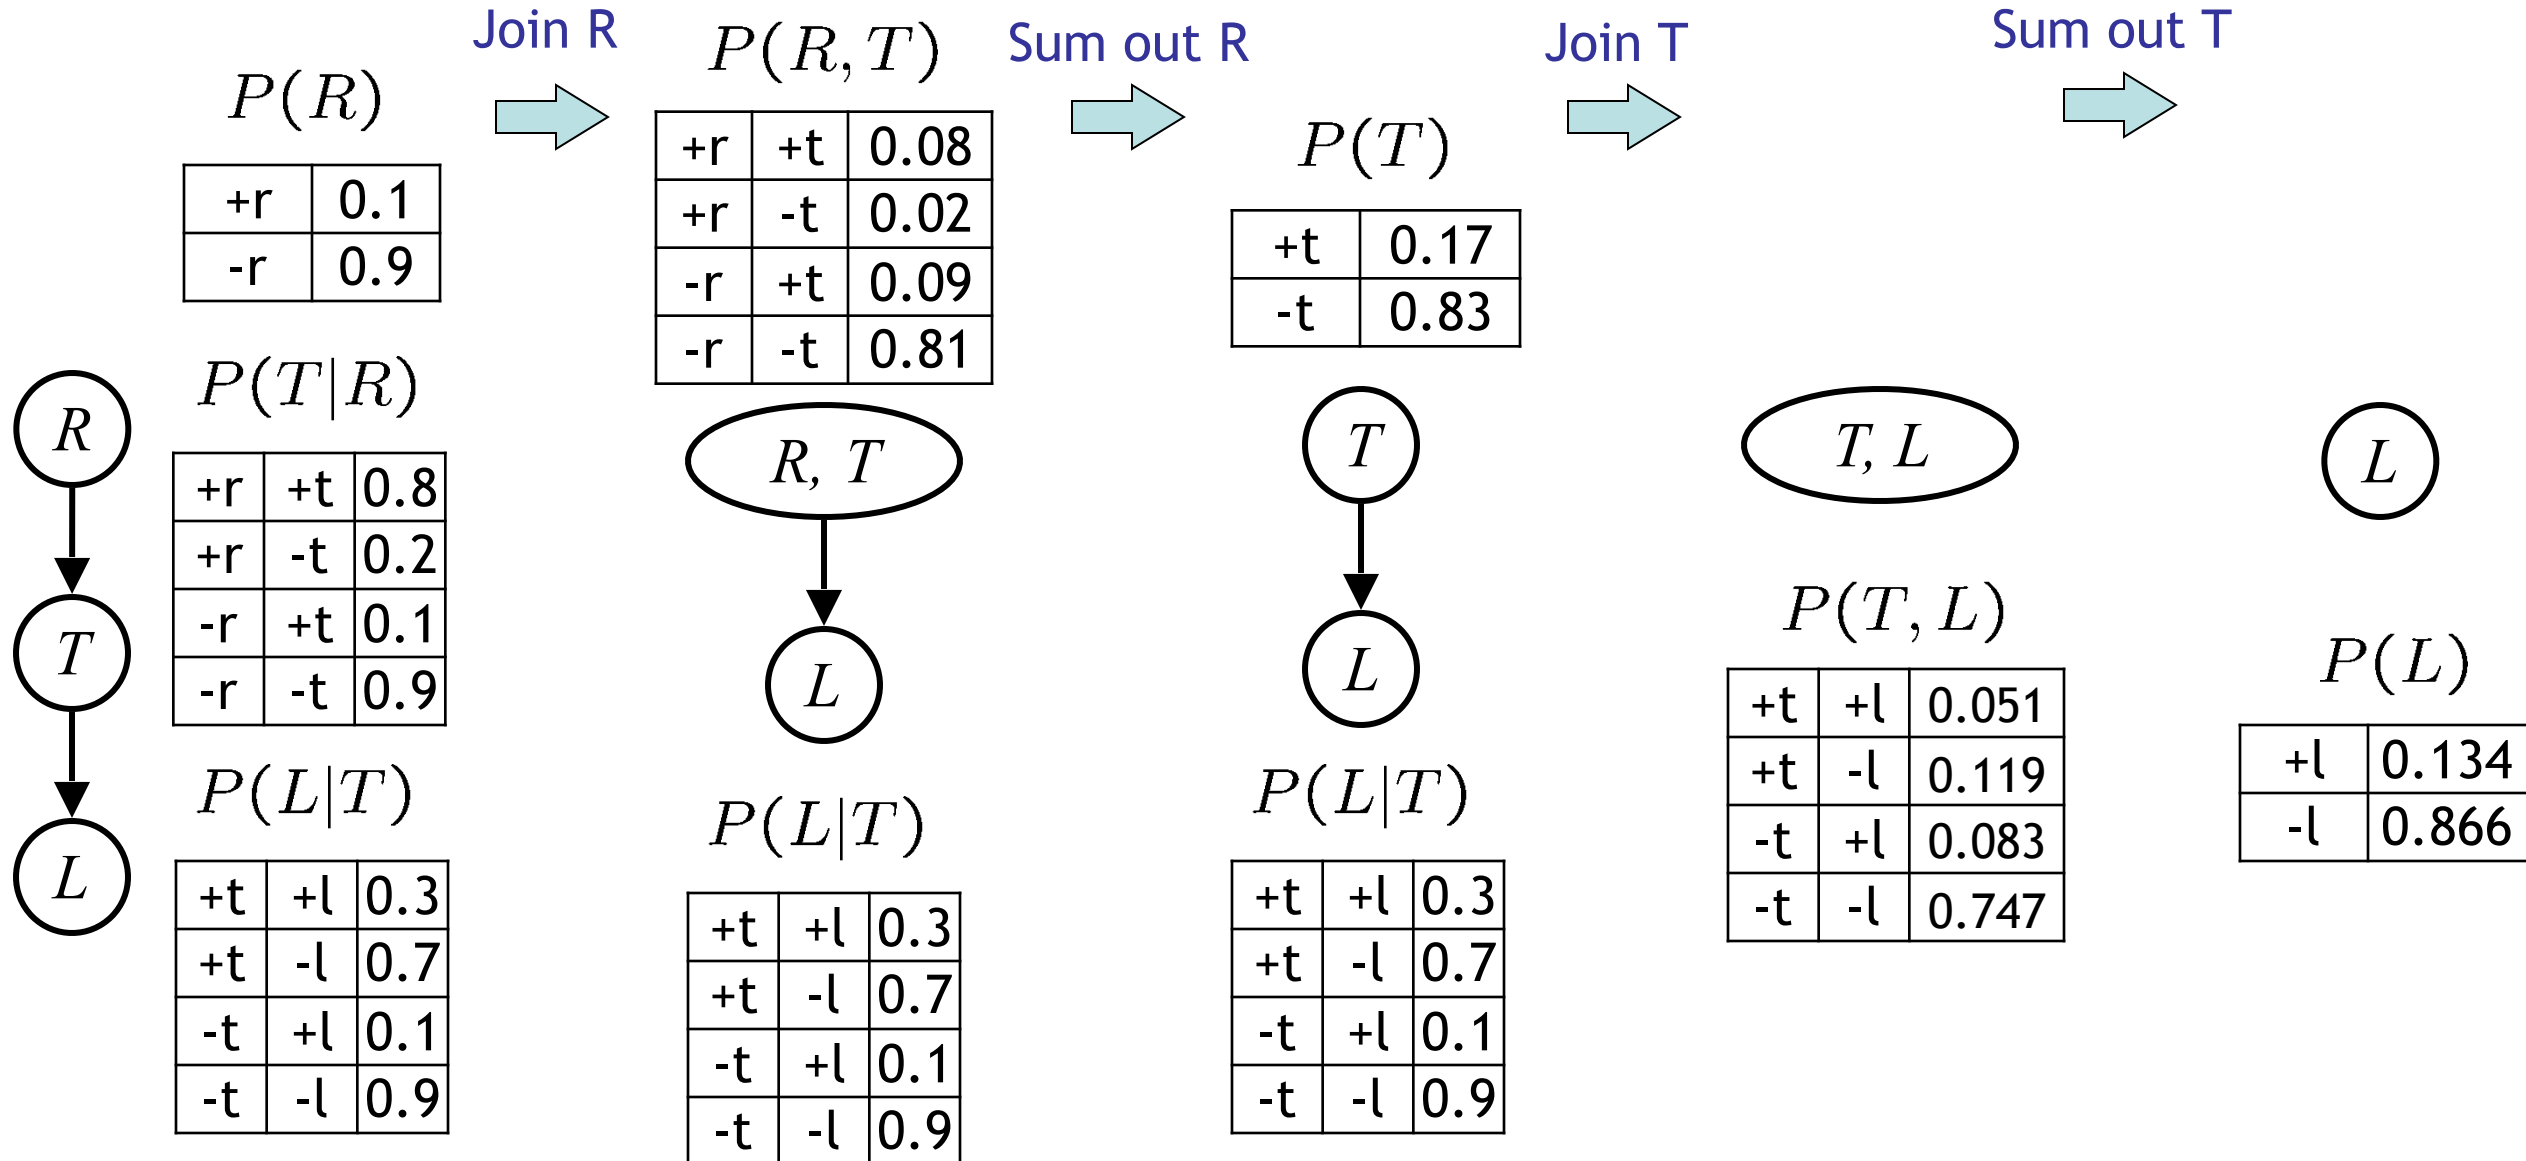 Join R
Sum out R
Join T
Sum out T
P(R)
+r 0.1
-r 0.9
P(T|R)
+r +t 0.8
+r -t 0.2
-r +t 0.1
-r -t 0.9
P(L|T)
+t +l 0.3
+t -l 0.7
-t +l 0.1
-t -l 0.9
R
T
L
P(R, T)
+r +t 0.08
+r -t 0.02
-r +t 0.09
-r -t 0.81
R, T
L
P(L|T)
+t +l 0.3
+t -l 0.7
-t +l 0.1
-t -l 0.9
P(T)
+t 0.17
-t 0.83
T
L
P(L|T)
+t +l 0.3
+t -l 0.7
-t +l 0.1
-t -l 0.9
T, L
P(T, L)
+t +l 0.051
+t -l 0.119
-t +l 0.083
-t -l 0.747
L
P(L)
+l 0.134
-l 0.866